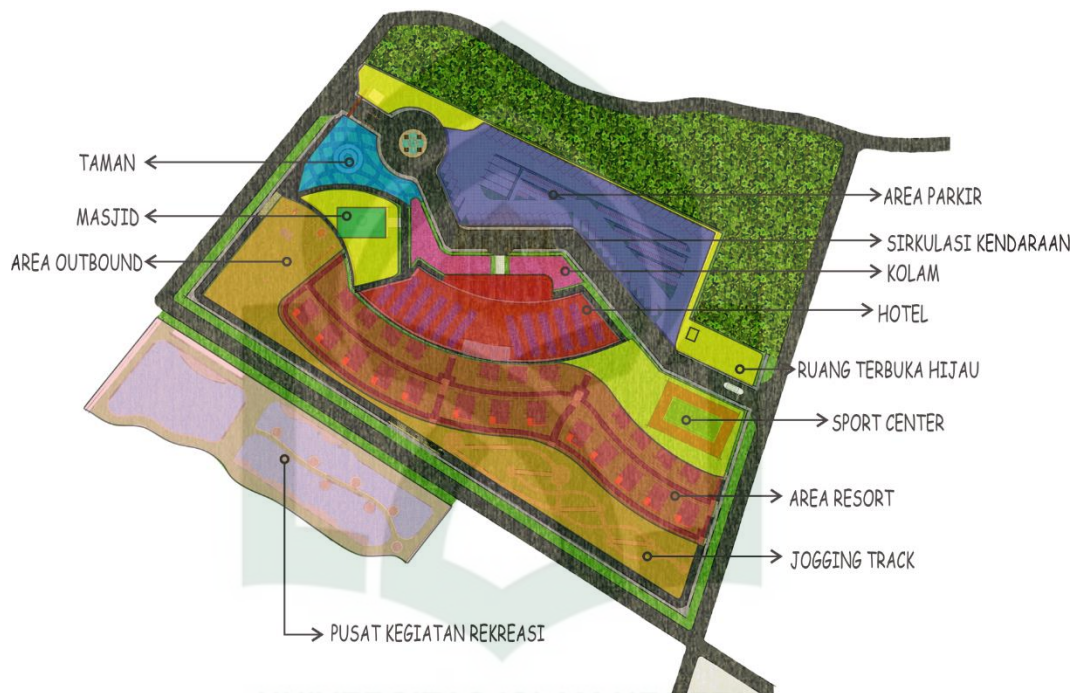 TAMAN
MASJID
AREA OUTBOUND
AREA PARKIR
SIRKULASI KENDARAAN
KOLAM
HOTEL
RUANG TERBUKA HIJAU
SPORT CENTER
AREA RESORT
JOGGING TRACK
PUSAT KEGIATAN REKREASI